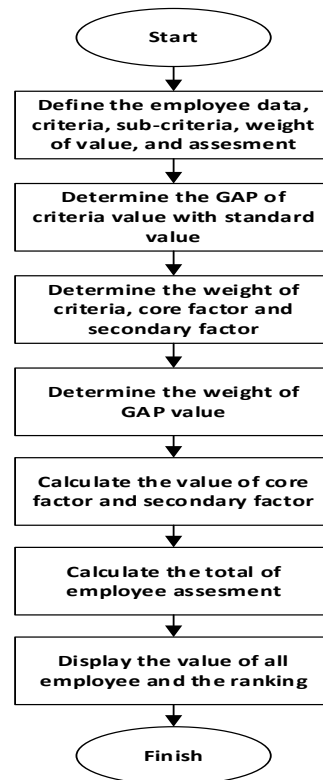 Start
Define the employee data,
criteria, sub-criteria, weight
of value, and assesment
Determine the GAP of
criteria value with standard
value
Determine the weight of
criteria, core factor and
secondary factor
Determine the weight of
GAP value
Calculate the value of core
factor and secondary factor
Calculate the total of
employee assesment
Display the value of all
employee and the ranking
Finish